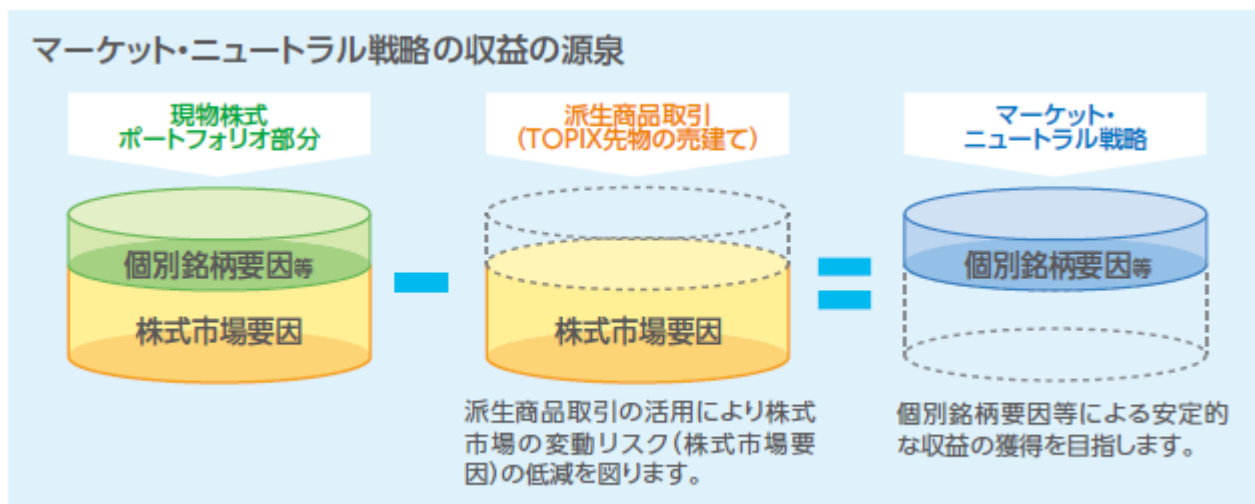 マーケット・ニュートラル戦略の収益の源泉
現物株式
ポートフォリオ部分
派生商品取引
(TOPIX先物の売建て)
マーケット・
ニュートラル戦略
個別銘柄要因等
株式市場要因
株式市場要因
個別銘柄要因等
派生商品取引の活用により株式
市場の変動リスク(株式市場要
因)の低減を図ります。
個別銘柄要因等による安定的
な収益の獲得を目指します。